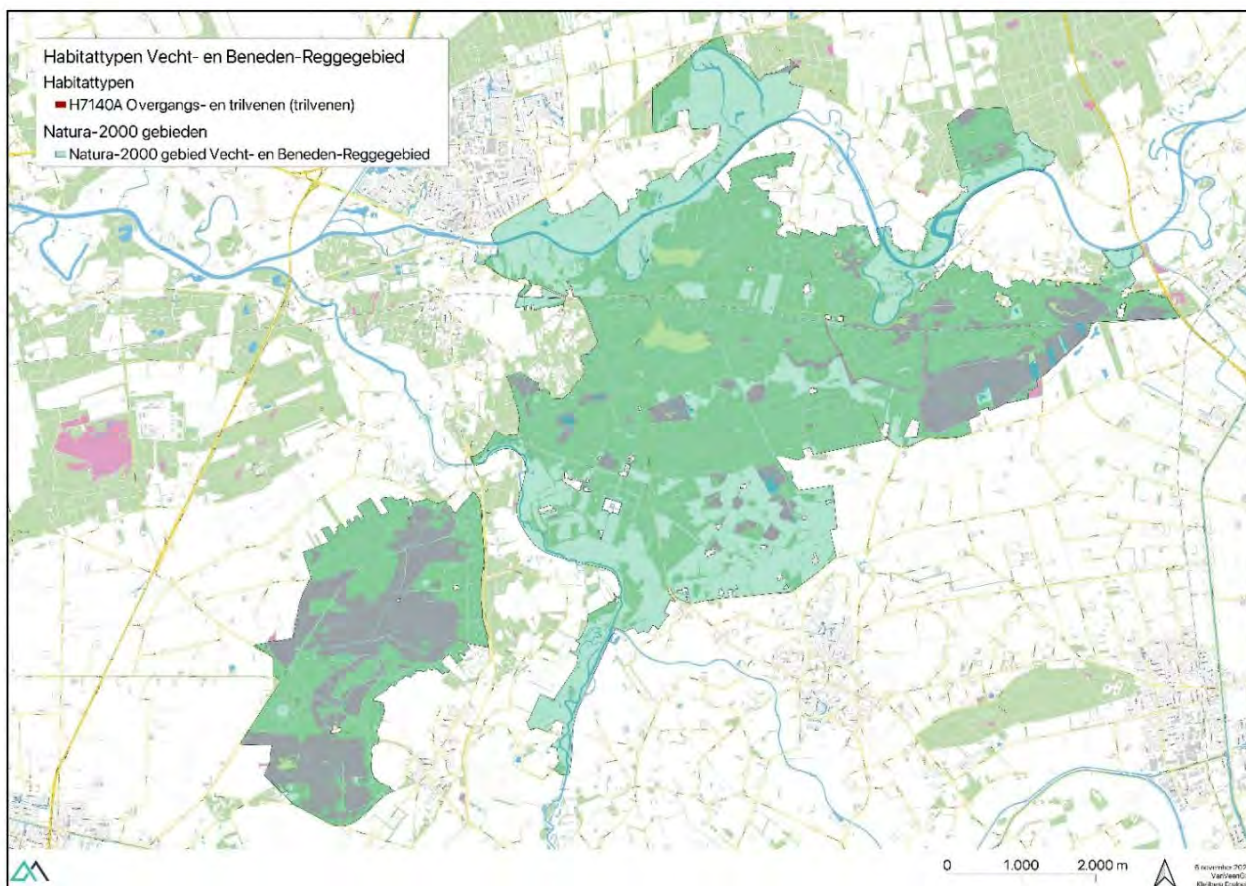 Habitattypen Vecht- en Beneden-Reggegebied
Habitattypen
H7140A Overgangs- en trilvenen (trilvenen)
Natura-2000 gebieden
Natura-2000 gebied Vecht- en Beneden-Reggegebied
0 1.000 2.000 m